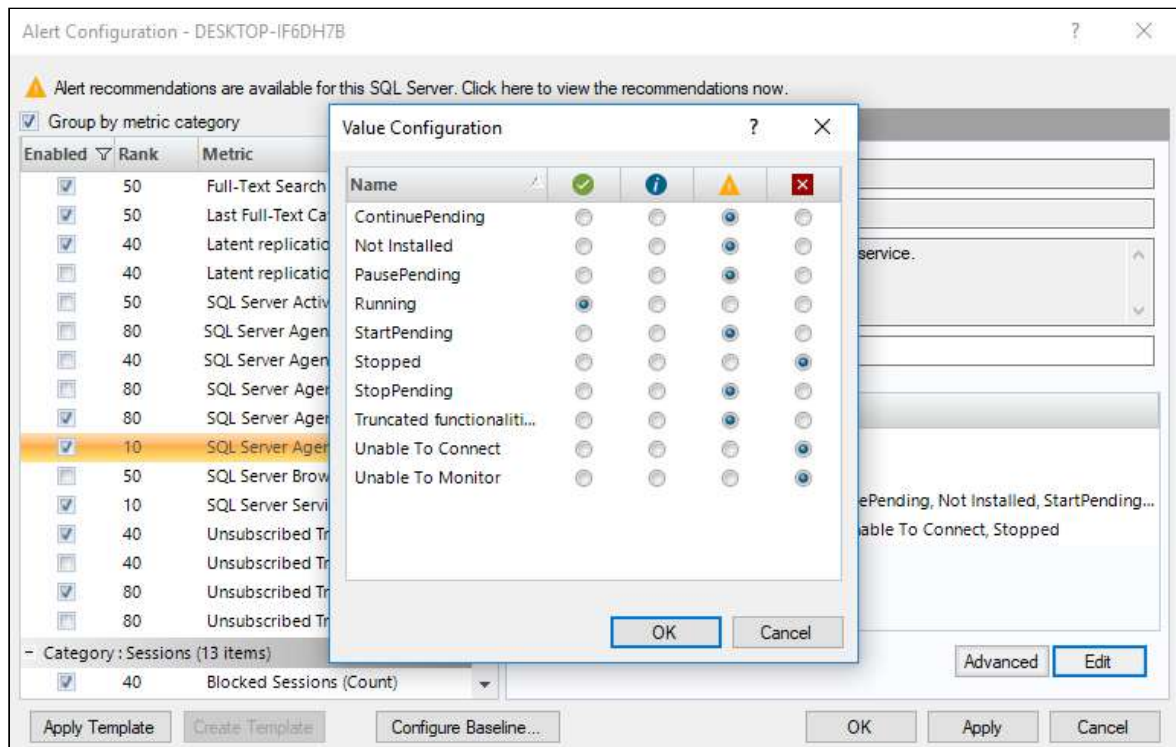 Alert Configuration - DESKTOP-IF6DH7B
Alert recommendations are available for this SQL Server. Click here to view the recommendations now.
Group by metric category
Enabled Rank Metric
50 Full-Text Search
50 Last Full-Text Ca
40 Latent replicatio
40 Latent replicatio
50 SQL Server Activ
80 SQL Server Agen
40 SQL Server Agen
80 SQL Server Agen
80 SQL Server Agen
10 SQL Server Agen
50 SQL Server Brow
10 SQL Server Servi
40 Unsubscribed Tr
40 Unsubscribed Tr
80 Unsubscribed Tr
80 Unsubscribed Tr
- Category : Sessions (13 items)
40 Blocked Sessions (Count)
Value Configuration ?
Name
ContinuePending
Not Installed
PausePending
Running
StartPending
Stopped
StopPending
Truncated functionaliti...
Unable To Connect
Unable To Monitor
OK Cancel
service.
ePending, Not Installed, StartPending...
able To Connect, Stopped
Advanced Edit
Apply Template Create Template Configure Baseline... OK Apply Cancel